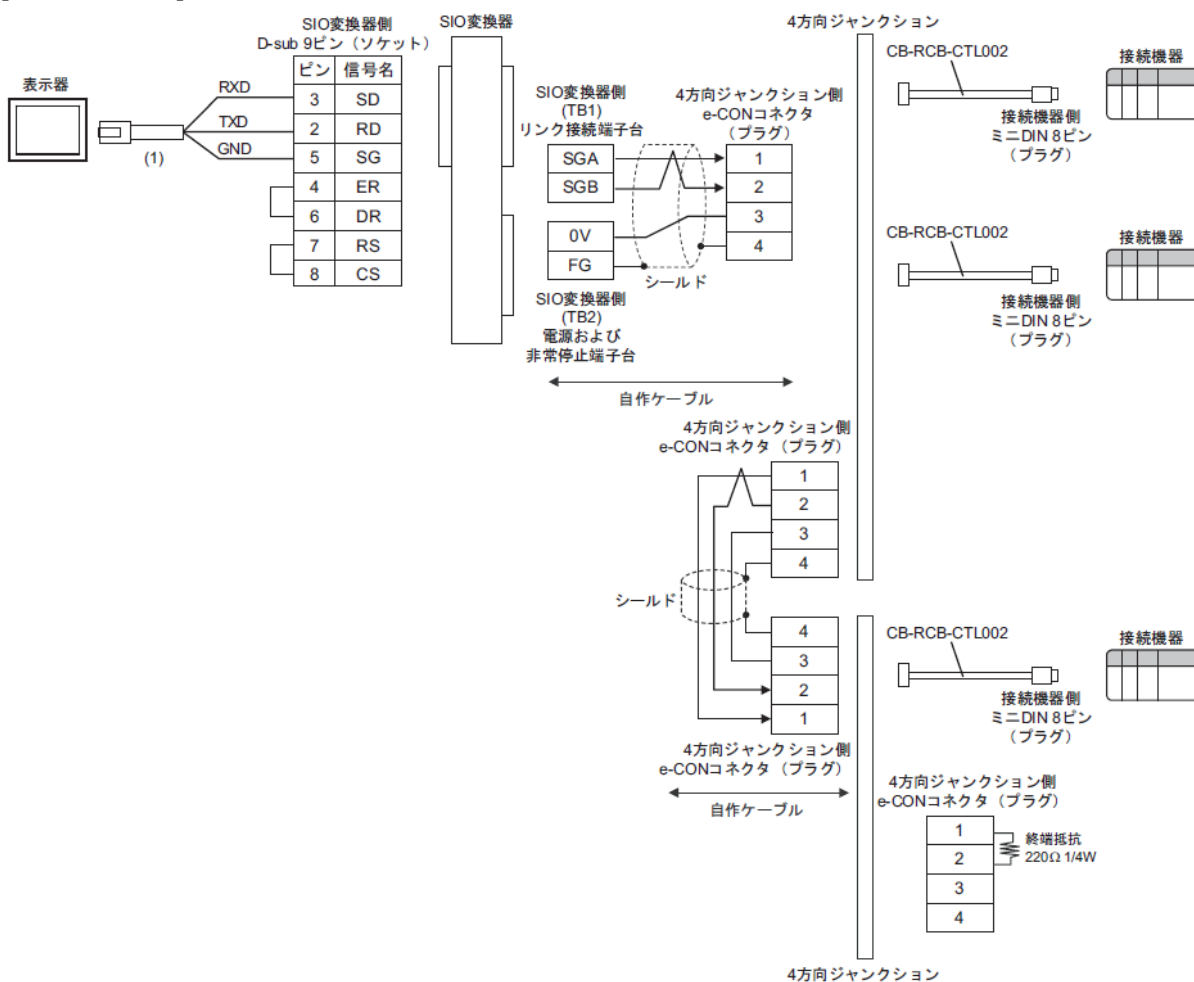 SIO変換器側
D-sub 9ピン（ソケット）
SIO変換器
4方向ジャンクション
表示器
(1)
RXD
TXD
GND
ピン 信号名
3 SD
2 RD
5 SG
4 ER
6 DR
7 RS
8 CS
SIO変換器側
(TB1)
リンク接続端子台
SGA
SGB
0V
FG
SIO変換器側
(TB2)
電源および
非常停止端子台
4方向ジャンクション側
e-CONコネクタ
（プラグ）
1
2
3
4
シールド
自作ケーブル
CB-RCB-CTL002
接続機器
接続機器側
ミニDIN 8ピン
（プラグ）
CB-RCB-CTL002
接続機器
接続機器側
ミニDIN 8ピン
（プラグ）
4方向ジャンクション側
e-CONコネクタ（プラグ）
1
2
3
4
シールド
4
3
2
1
4方向ジャンクション側
e-CONコネクタ（プラグ）
自作ケーブル
CB-RCB-CTL002
接続機器
接続機器側
ミニDIN 8ピン
（プラグ）
4方向ジャンクション側
e-CONコネクタ（プラグ）
1
2
3
4
終端抵抗
220Ω 1/4W
4方向ジャンクション